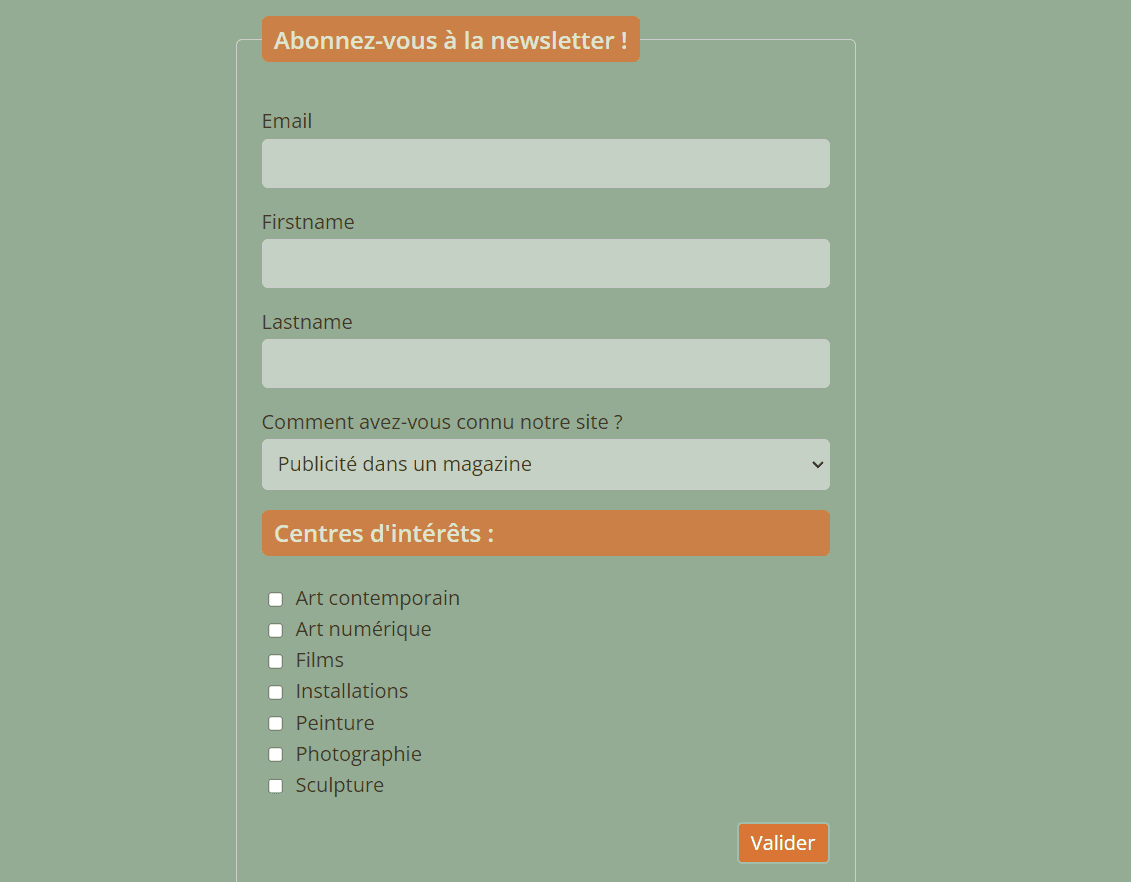 Abonnez-vous à la newsletter !
Email
Firstname
Lastname
Comment avez-vous connu notre site ?
Publicité dans un magazine
Centres d'intérêts :
Art contemporain
Art numérique
Films
Installations
Peinture
Photographie
Sculpture
Valider